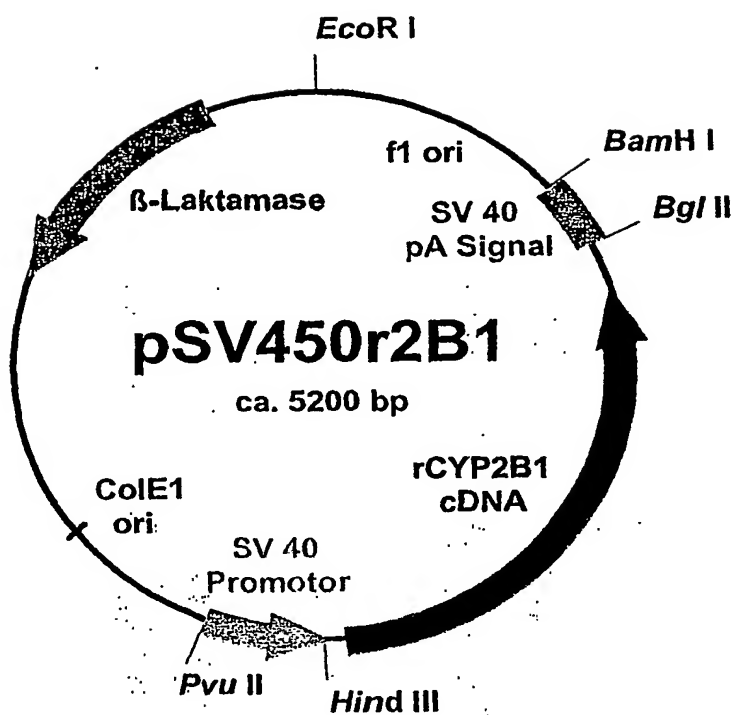 EcoR I
f1 ori
BamH I
ß-Laktamase
SV 40
pA Signal
Bgl II
pSV450r2B1
ca. 5200 bp
rCYP2B1
cDNA
ColE1
ori
SV 40
Promotor
Pvu II
Hind III